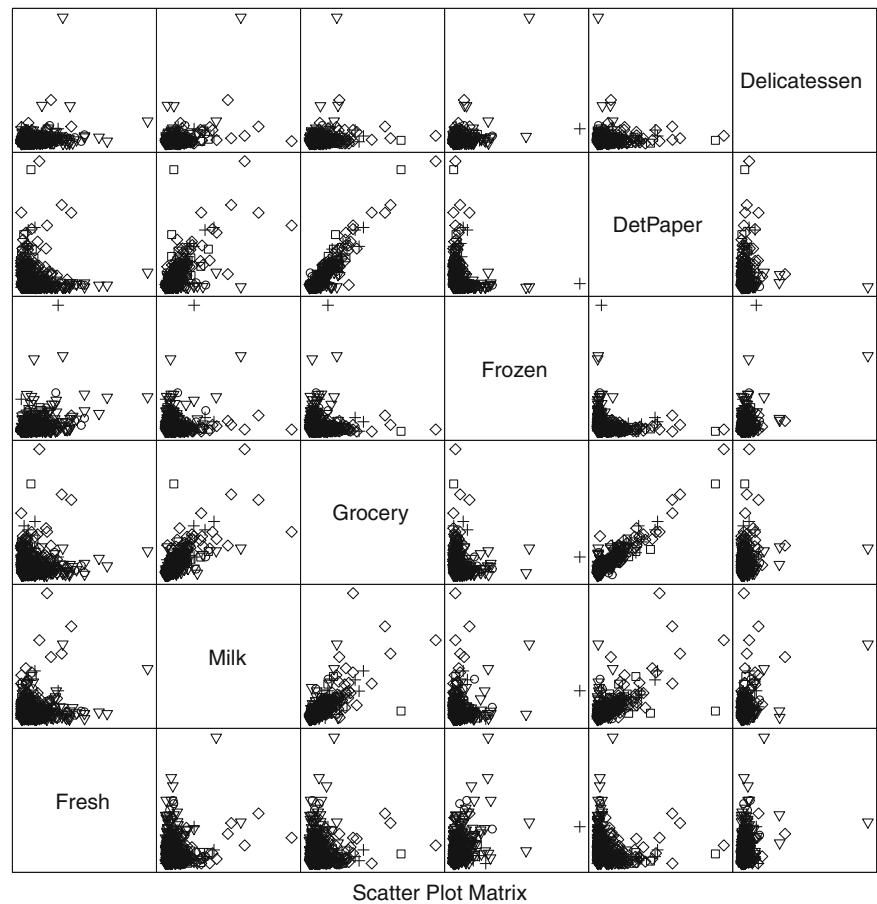 Delicatessen
DetPaper
Frozen
Grocery
Milk
Fresh
Scatter Plot Matrix